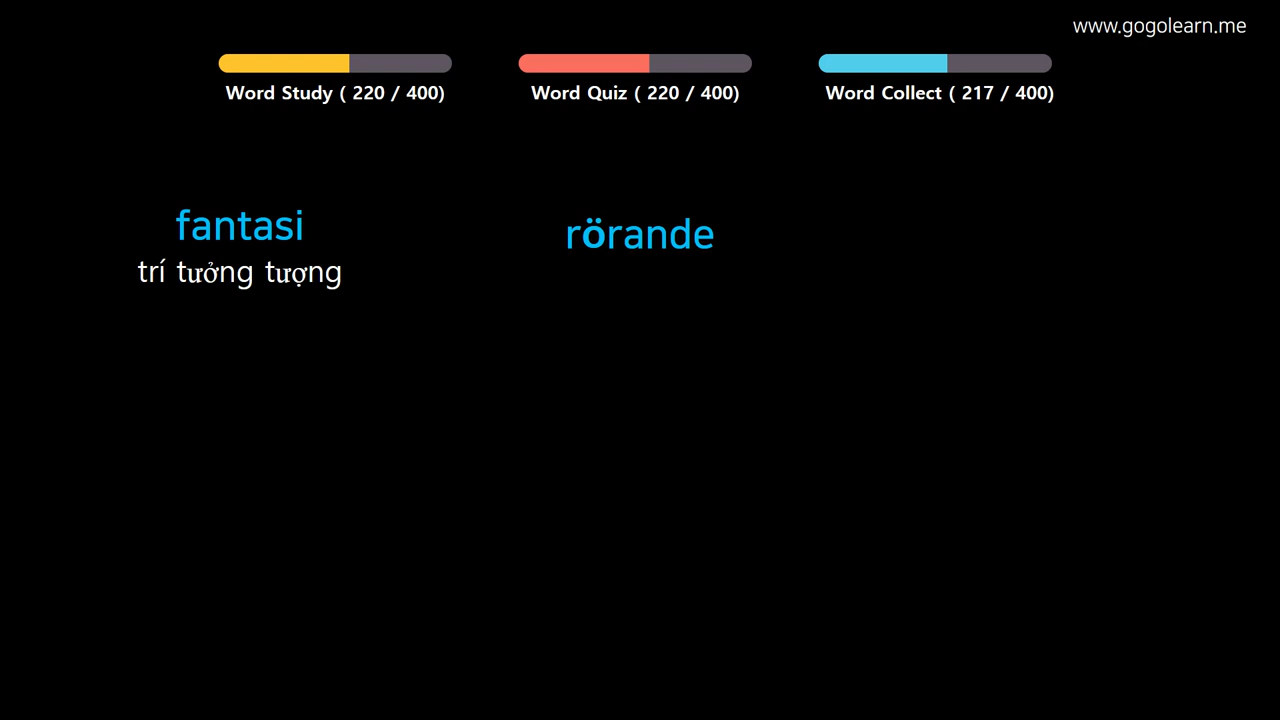 www.gogolearn.me
Word Study ( 220 / 400)
Word Quiz ( 220 / 400)
Word Collect ( 217 / 400)
fantasi
trí tưởng tượng
rörande